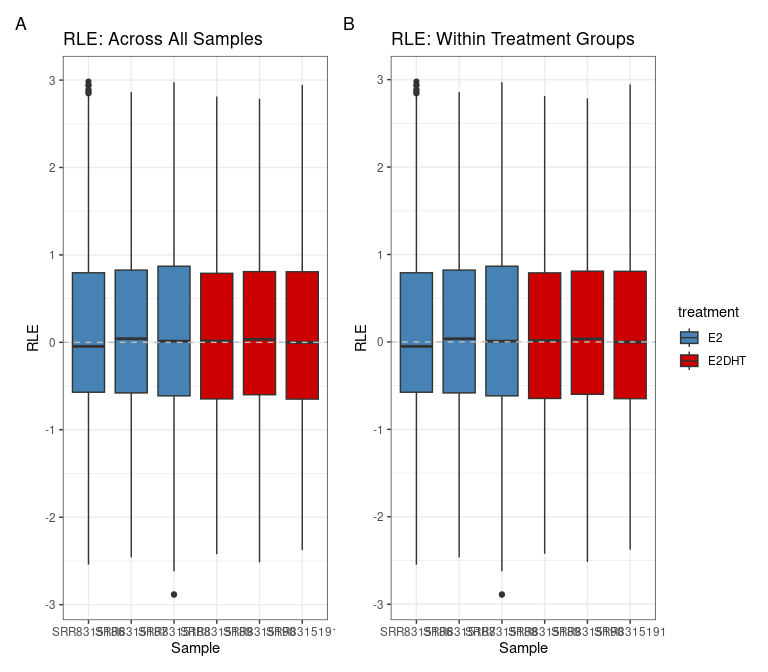 A
B
RLE: Across All Samples
RLE: Within Treatment Groups
3
2
1
0
-1
-2
-3
RLE
3
2
1
0
-1
-2
-3
RLE
treatment
E2
E2DHT
Sample
Sample